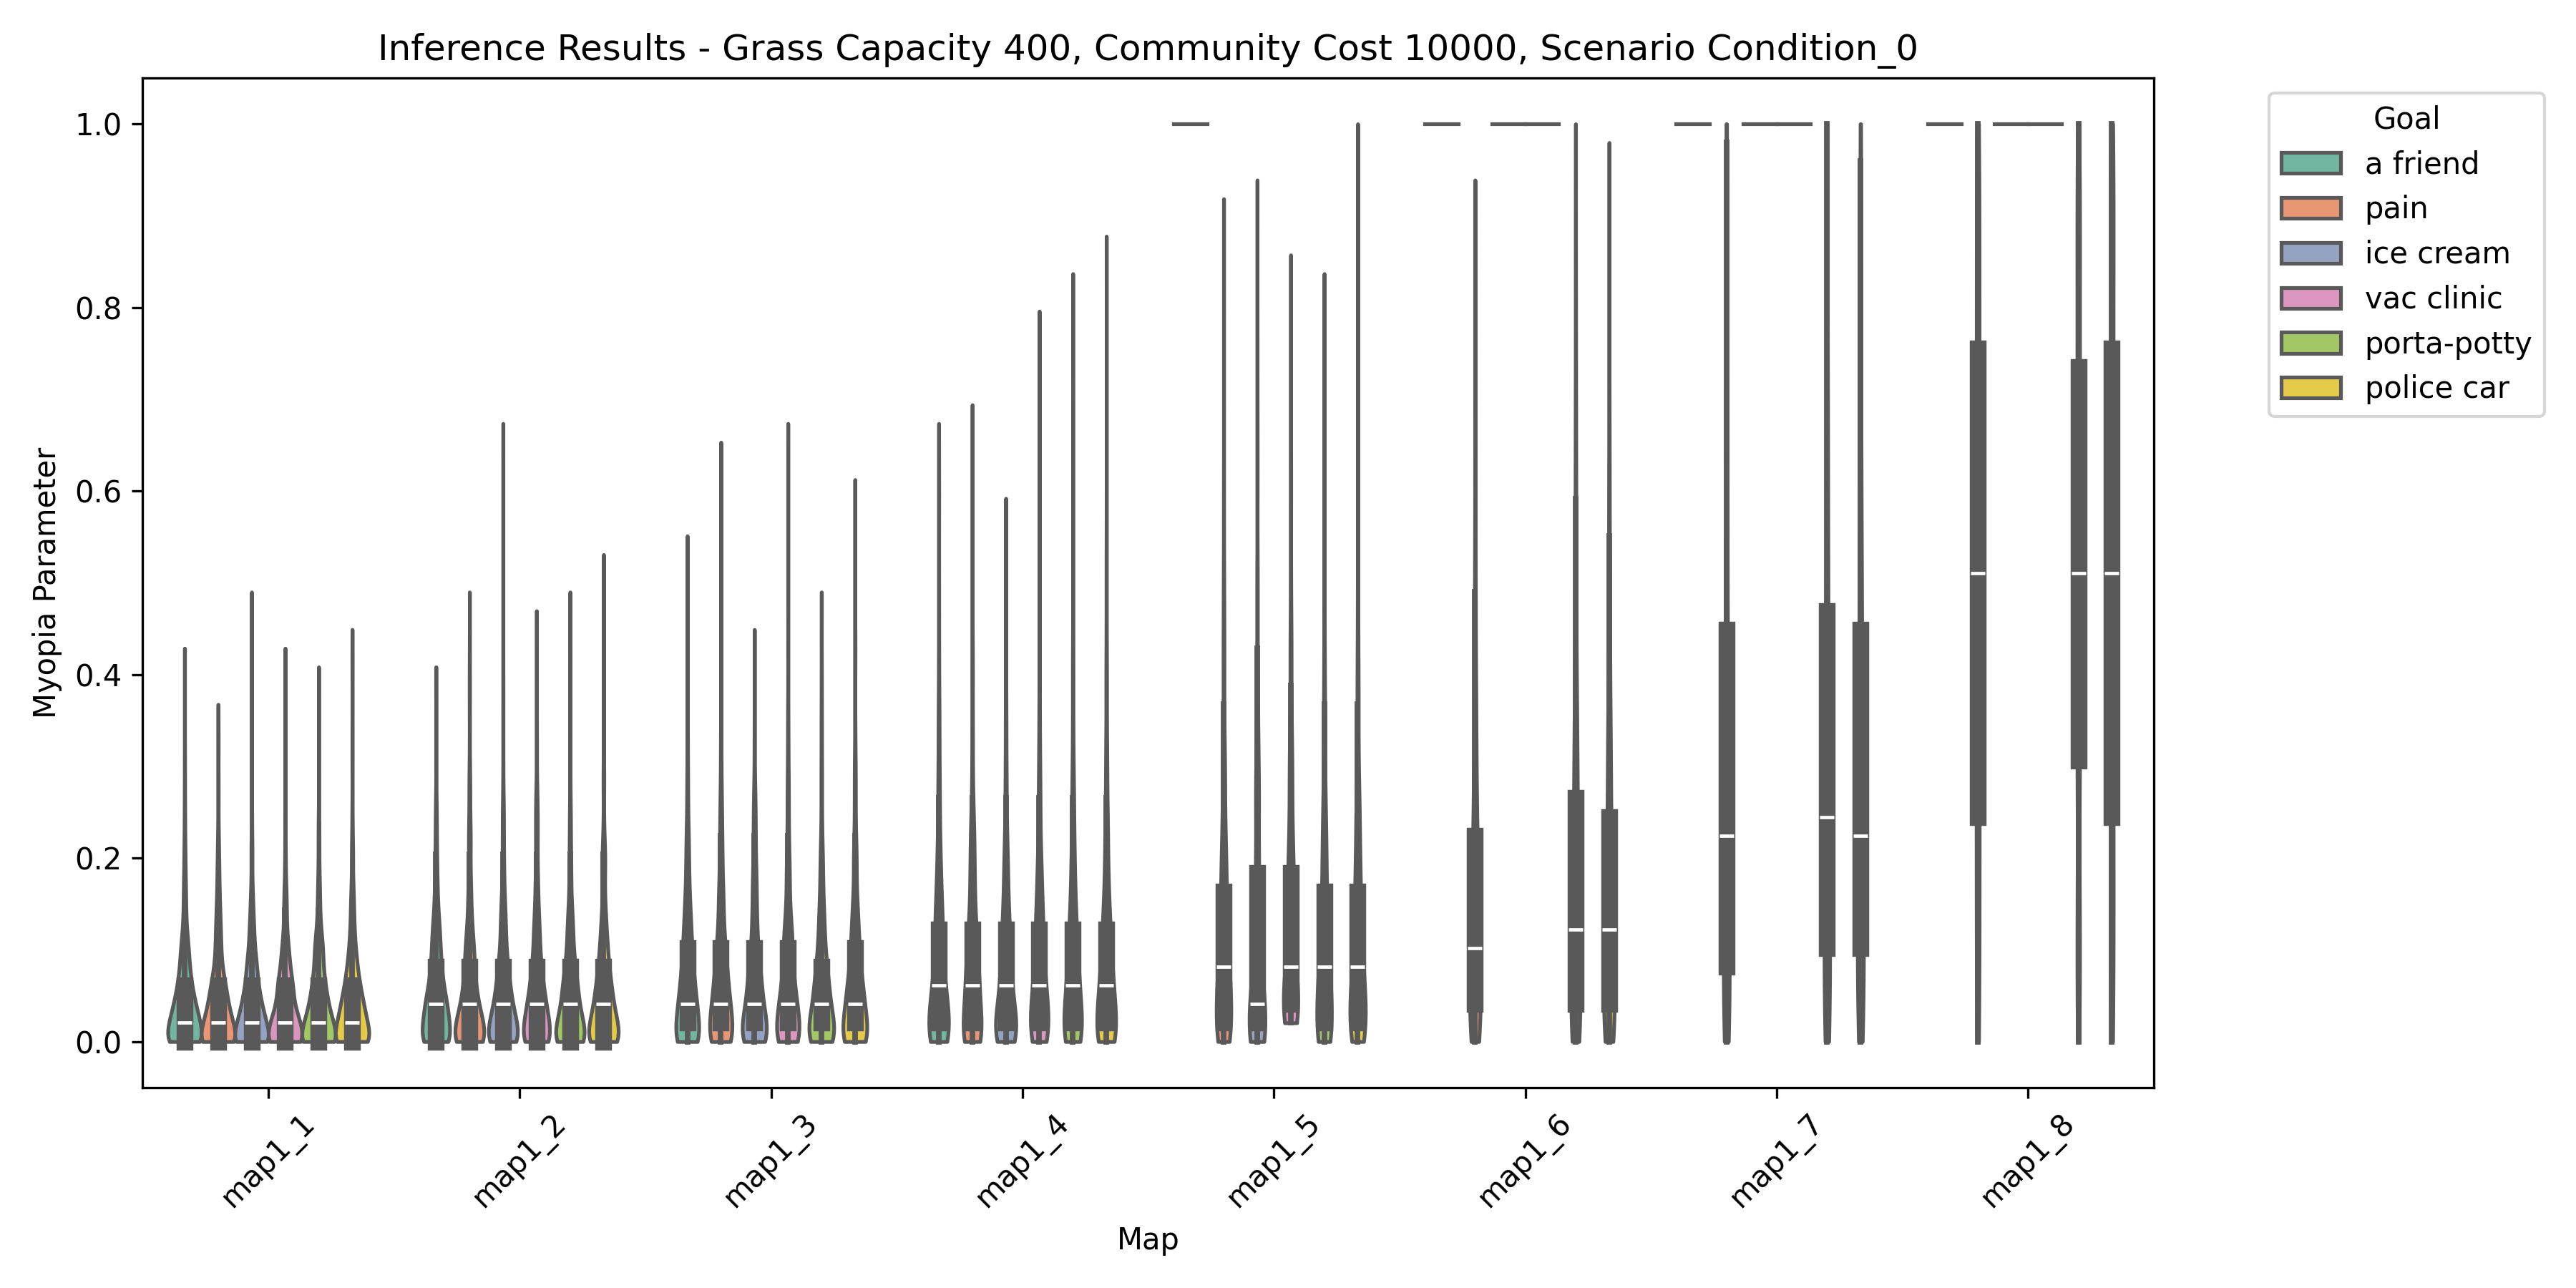 Inference Results - Grass Capacity 400, Community Cost 10000, Scenario Condition_0
Myopia Parameter
1.0
0.8
0.6
0.4
0.2
0.0
map1_1
map1_2
map1_3
map1_4
map1_5
map1_6
map1_7
map1_8
Map
Goal
a friend
pain
ice cream
vac clinic
porta-potty
police car